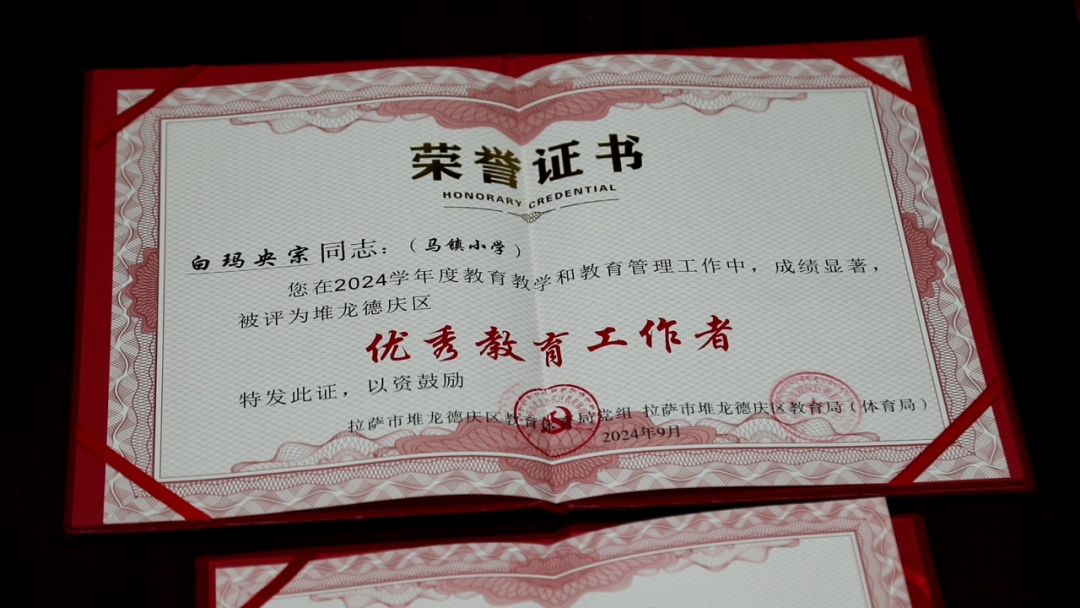 荣誉证书
HONORARY CREDENTIAL
白玛央宗同志：（马镇小学）
您在2024学年度教育教学和教育管理工作中，成绩显著，
被评为堆龙德庆区
优秀教育工作者
特发此证，以资鼓励
拉萨市堆龙德庆区教育体育局党组 拉萨市堆龙德庆区教育局（体育局）
2024年9月